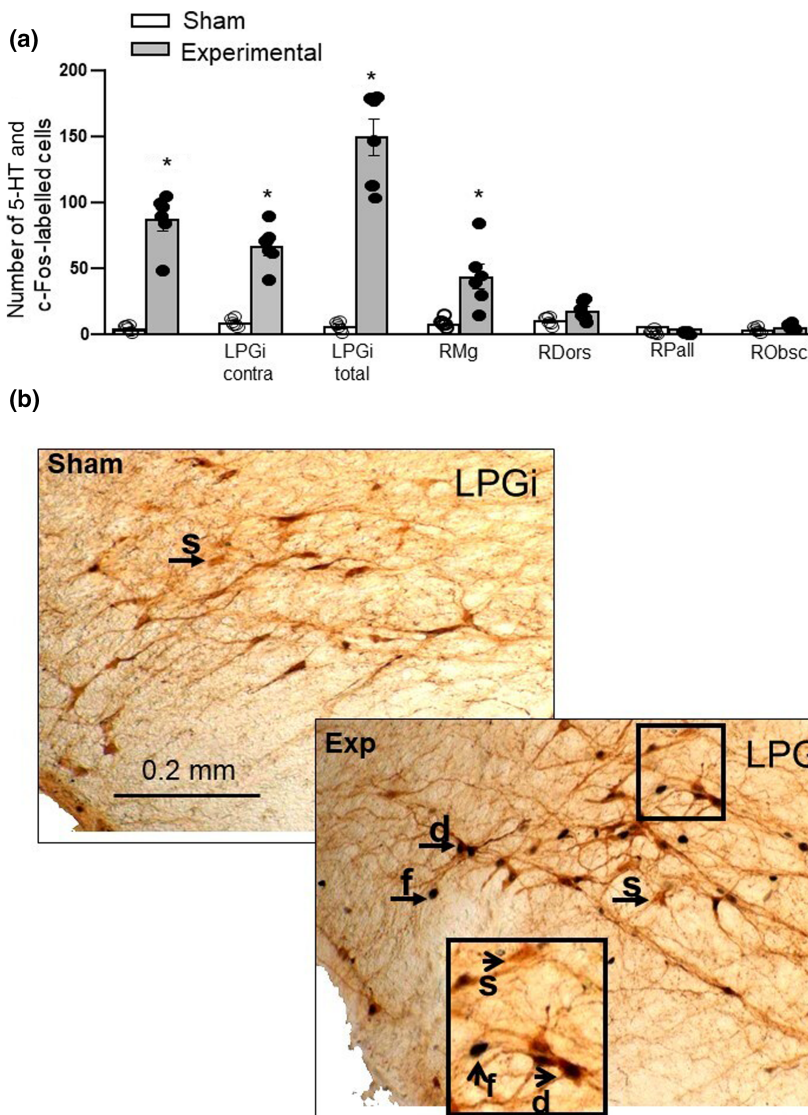 (a)
Sham
Experimental
Number of 5-HT and
c-Fos-labelled cells
200
150
100
50
0
*
*
*
*
LPGi
contra
LPGi
total
RMg
RDors
RPall
RObsc
(b)
Sham
LPGi
s
0.2 mm
Exp
LPG
d
f
s
s
f
d